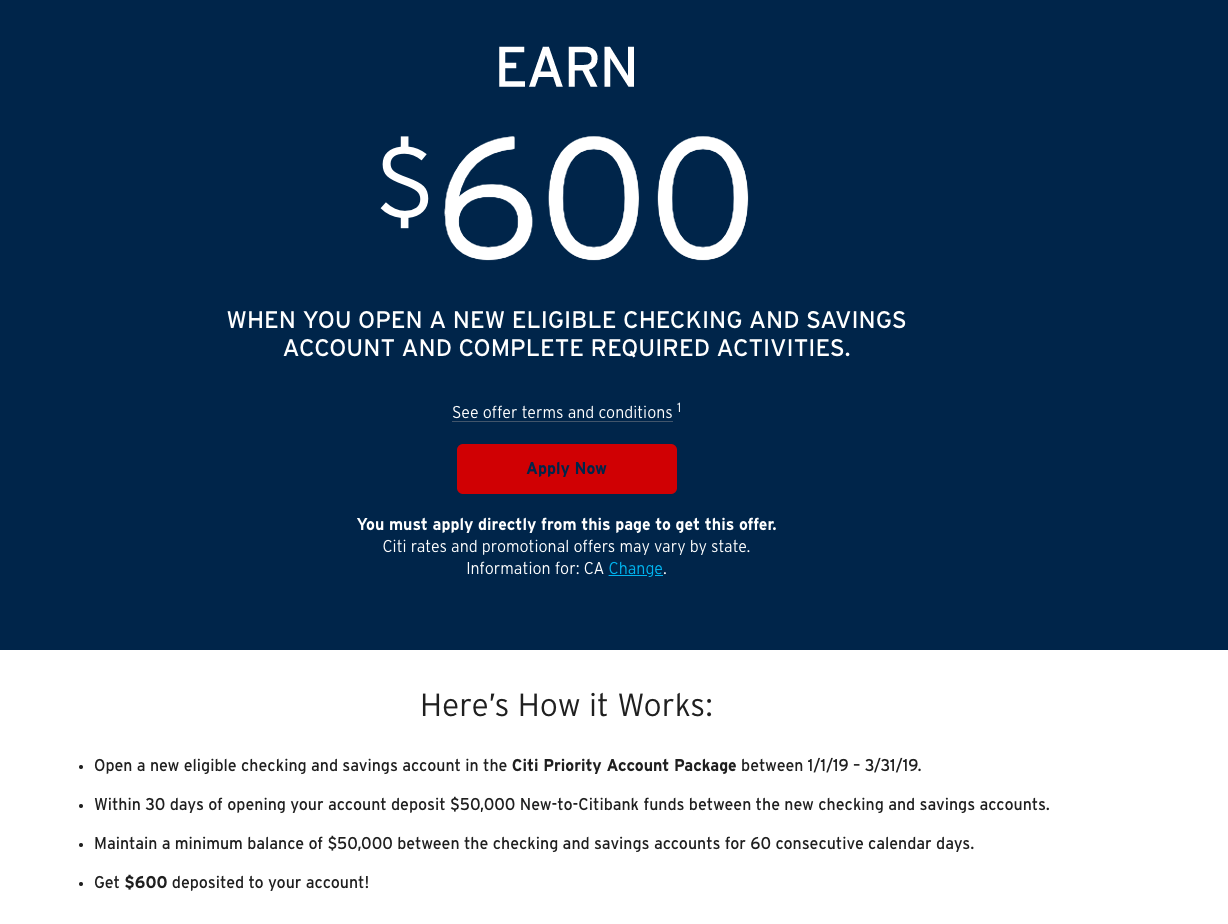 EARN
$600
WHEN YOU OPEN A NEW ELIGIBLE CHECKING AND SAVINGS
ACCOUNT AND COMPLETE REQUIRED ACTIVITIES.
See offer terms and conditions 1
Apply Now
You must apply directly from this page to get this offer.
Citi rates and promotional offers may vary by state.
Information for: CA Change.
Here's How it Works:
• Open a new eligible checking and savings account in the Citi Priority Account Package between 1/1/19 – 3/31/19.
• Within 30 days of opening your account deposit $50,000 New-to-Citibank funds between the new checking and savings accounts.
• Maintain a minimum balance of $50,000 between the checking and savings accounts for 60 consecutive calendar days.
• Get $600 deposited to your account!